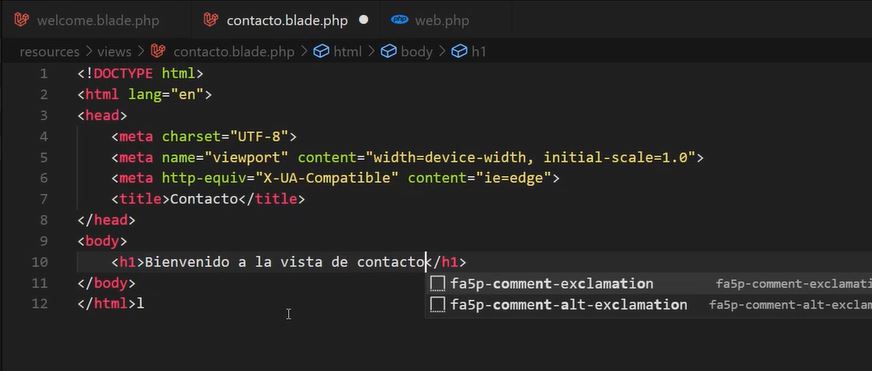 welcome.blade.php contacto.blade.php web.php
resources > views > contacto.blade.php > html > body > h1
1 <!DOCTYPE html>
2 <html lang="en">
3 <head>
4 <meta charset="UTF-8">
5 <meta name="viewport" content="width=device-width, initial-scale=1.0">
6 <meta http-equiv="X-UA-Compatible" content="ie=edge">
7 <title>Contacto</title>
8 </head>
9 <body>
10 <h1>Bienvenido a la vista de contacto</h1>
11 </body>
fa5p-comment-exclamation fa5p-comment-exclamati
12 </html>l
fa5p-comment-alt-exclamation fa5p-comment-alt-exclam